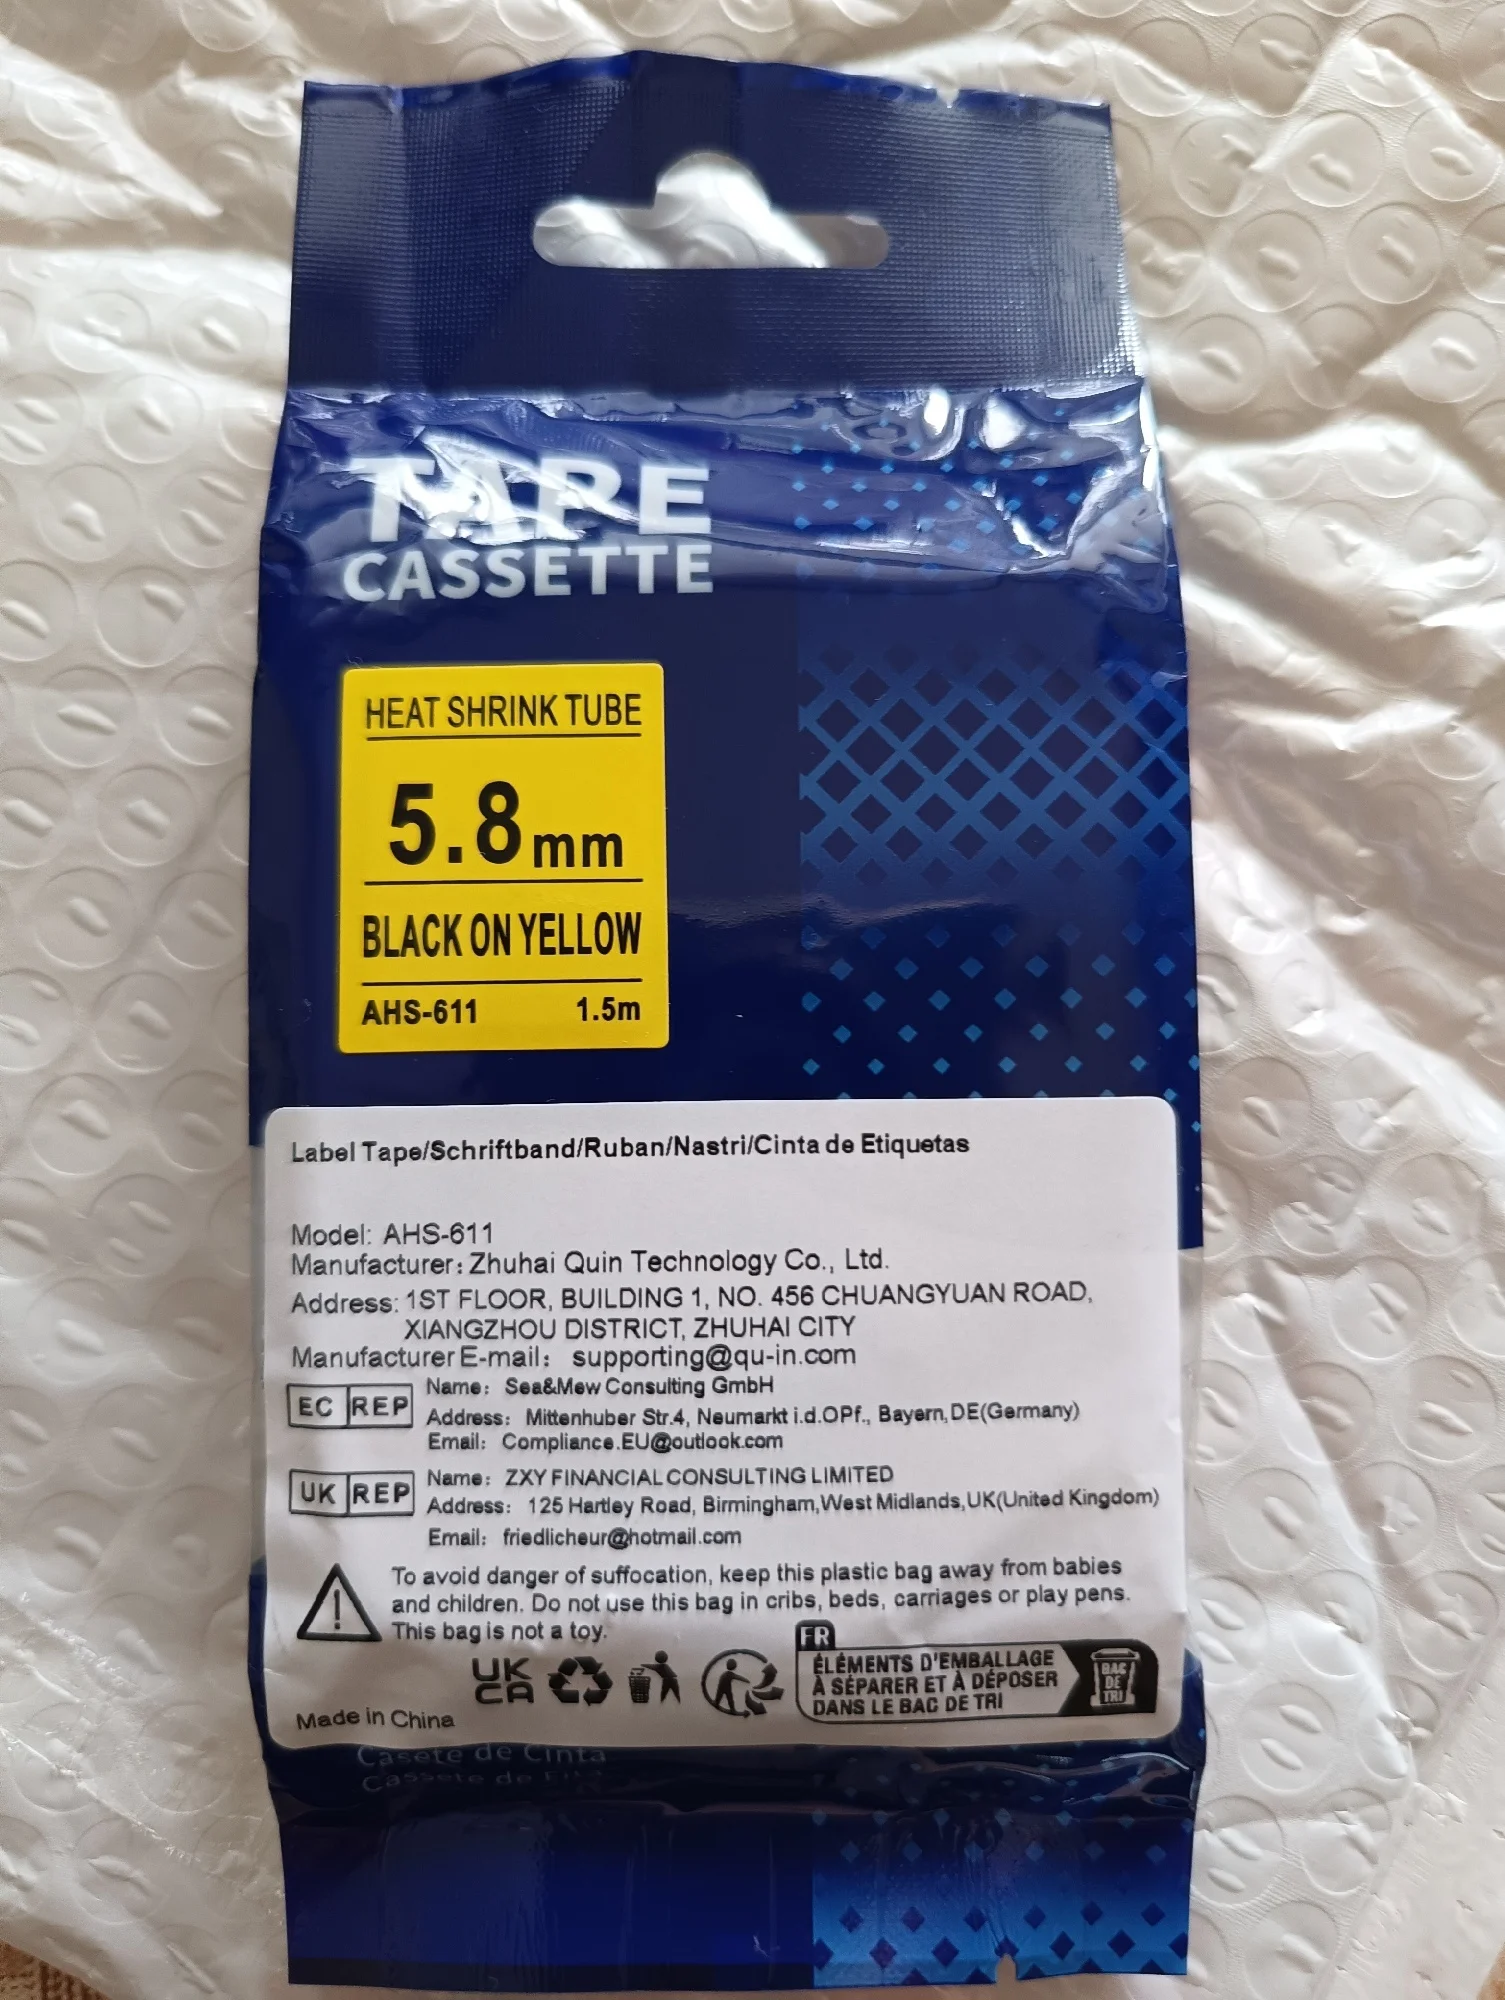 TAPE
CASSETTE
HEAT SHRINK TUBE
5.8mm
BLACK ON YELLOW
AHS-611 1.5m
Label Tape/Schriftband/Ruban/Nastri/Cinta de Etiquetas
Model: AHS-611
Manufacturer: Zhuhai Quin Technology Co., Ltd.
Address: 1ST FLOOR, BUILDING 1, NO. 456 CHUANGYUAN ROAD,
XIANGZHOU DISTRICT, ZHUHAI CITY
Manufacturer E-mail: supporting@qu-in.com
EC REP
Name: Sea&Mew Consulting GmbH
Address: Mittenhuber Str.4, Neumarkt i.d.OPf., Bayern, DE(Germany)
Email: Compliance.EU@outlook.com
UK REP
Name: ZXY FINANCIAL CONSULTING LIMITED
Address: 125 Hartley Road, Birmingham, West Midlands, UK(United Kingdom)
Email: friedlicheur@hotmail.com
To avoid danger of suffocation, keep this plastic bag away from babies
and children. Do not use this bag in cribs, beds, carriages or play pens.
This bag is not a toy.
UK
CA
FR
ÉLÉMENTS D'EMBALLAGE
À SÉPARER ET À DÉPOSER
DANS LE BAC DE TRI
BAC
DE
TRI
Made in China
Casete de Cinta
Cassete de